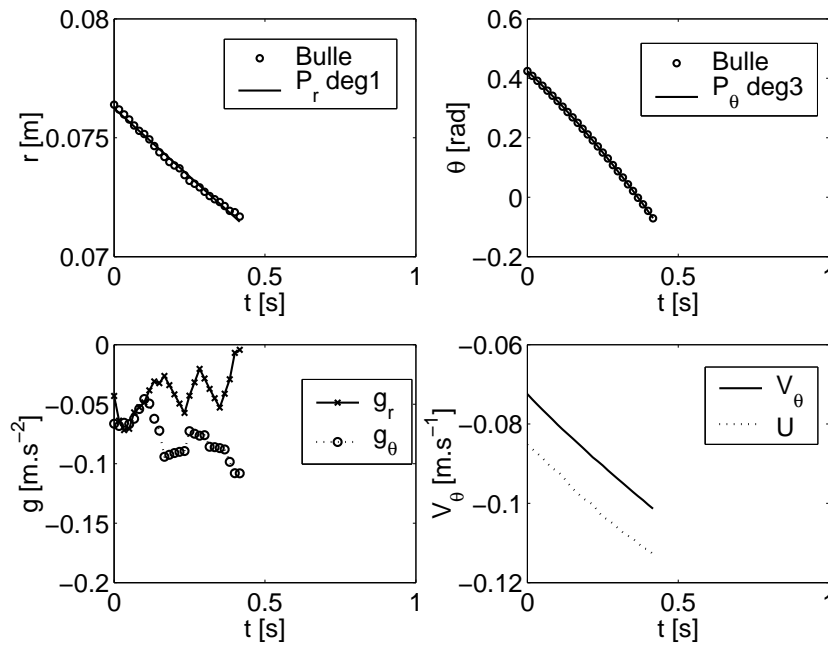 0.08
0.075
0.07
0
0.5
1
r [m]
t [s]
Bulle
P_r deg1
0.6
0.4
0.2
0
−0.2
0
0.5
1
θ [rad]
t [s]
Bulle
P_θ deg3
0
−0.05
−0.1
−0.15
−0.2
0
0.5
1
g [m.s^−2]
t [s]
g_r
g_θ
−0.06
−0.08
−0.1
−0.12
0
0.5
1
V_θ [m.s^−1]
t [s]
V_θ
U